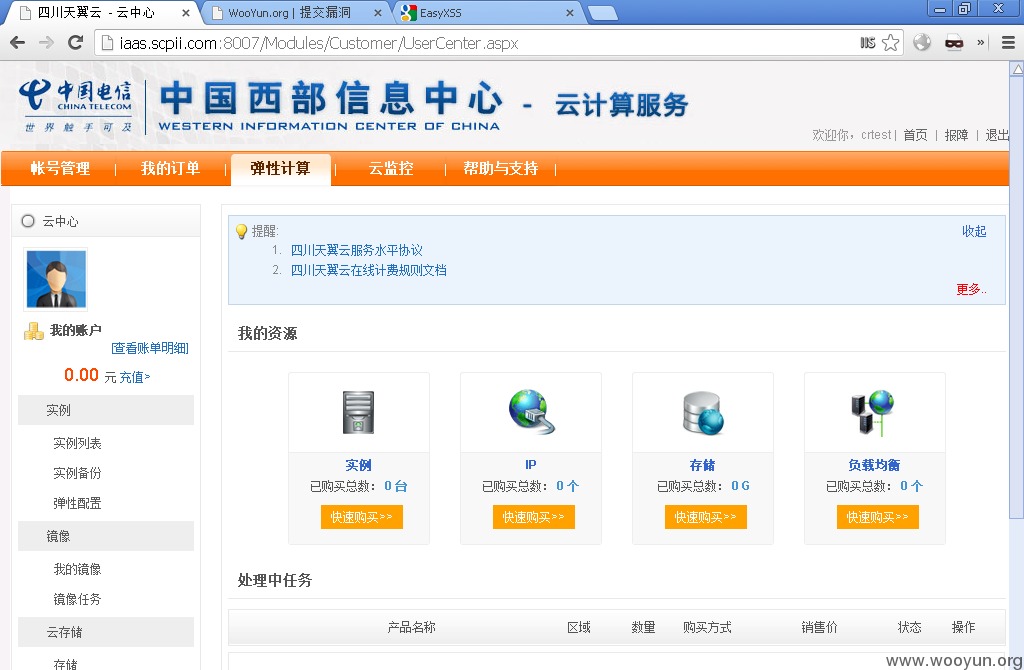 四川天翼云 - 云中心
WooYun.org | 提交漏洞
EasyXSS
iaas.scpii.com:8007/Modules/Customer/UserCenter.aspx
IIS
中国电信
CHINA TELECOM
世界触手可及
中国西部信息中心 - 云计算服务
WESTERN INFORMATION CENTER OF CHINA
欢迎你，crtest | 首页 | 报障 | 退出
帐号管理 | 我的订单 | 弹性计算 | 云监控 | 帮助与支持 |
云中心
我的账户
[查看账单明细]
0.00 元 充值>
实例
实例列表
实例备份
弹性配置
镜像
我的镜像
镜像任务
云存储
存储
提醒:
收起
1. 四川天翼云服务水平协议
2. 四川天翼云在线计费规则文档
更多..
我的资源
实例
已购买总数: 0 台
快速购买>>
IP
已购买总数: 0 个
快速购买>>
存储
已购买总数: 0 G
快速购买>>
负载均衡
已购买总数: 0 个
快速购买>>
处理中任务
产品名称 区域 数量 购买方式 销售价 状态 操作
www.wooyun.org